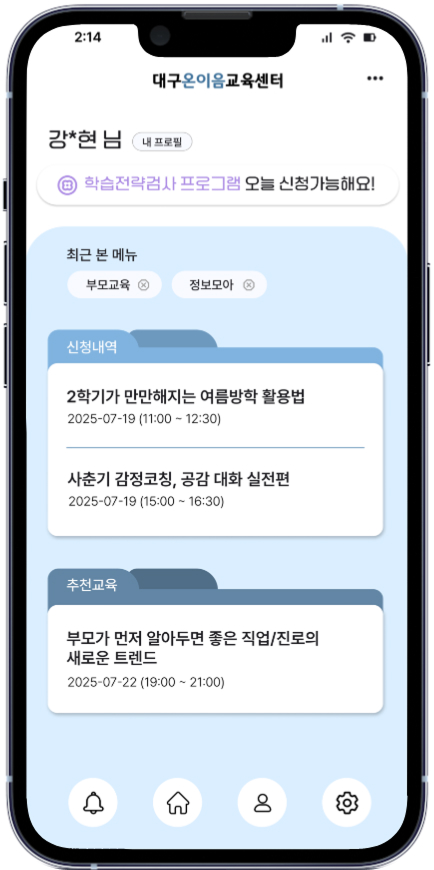 2:14
대구온이음교육센터
강*현 님 내 프로필
학습전략검사 프로그램 오늘 신청가능해요!
최근 본 메뉴
부모교육 정보모아
신청내역
2학기가 만만해지는 여름방학 활용법
2025-07-19 (11:00 ~ 12:30)
사춘기 감정코칭, 공감 대화 실전편
2025-07-19 (15:00 ~ 16:30)
추천교육
부모가 먼저 알아두면 좋은 직업/진로의
새로운 트렌드
2025-07-22 (19:00 ~ 21:00)